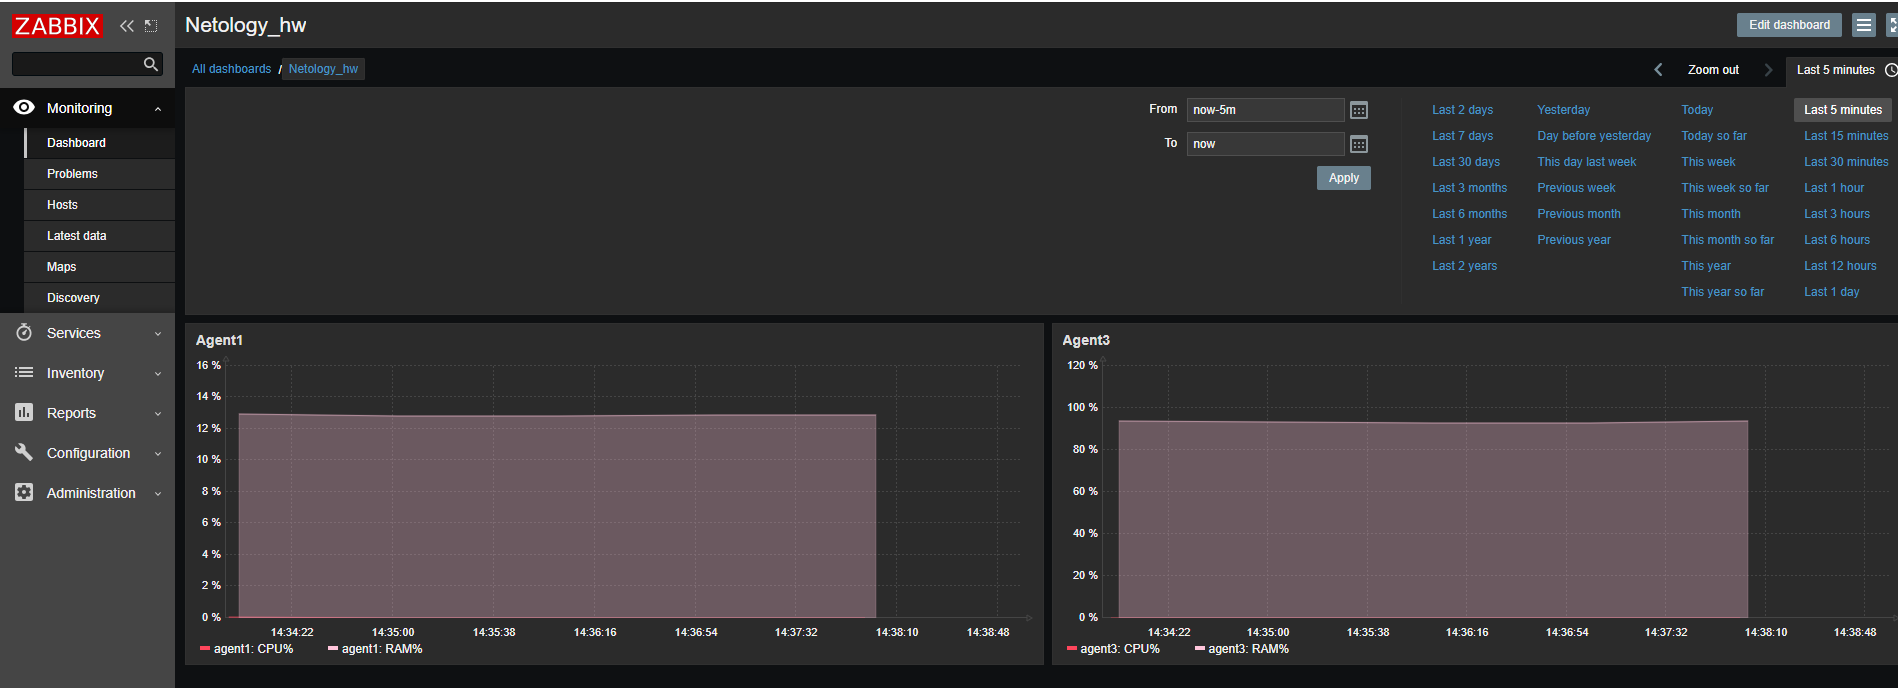 ZABBIX
Netology_hw
Edit dashboard
All dashboards / Netology_hw
Zoom out
Last 5 minutes
Monitoring
Dashboard
Problems
Hosts
Latest data
Maps
Discovery
Services
Inventory
Reports
Configuration
Administration
From now-5m
To now
Apply
Last 2 days Yesterday Today Last 5 minutes
Last 7 days Day before yesterday Today so far Last 15 minutes
Last 30 days This day last week This week Last 30 minutes
Last 3 months Previous week This week so far Last 1 hour
Last 6 months Previous month This month Last 3 hours
Last 1 year Previous year This month so far Last 6 hours
Last 2 years This year Last 12 hours
This year so far Last 1 day
Agent1
16 %
14 %
12 %
10 %
8 %
6 %
4 %
2 %
0 %
14:34:22 14:35:00 14:35:38 14:36:16 14:36:54 14:37:32 14:38:10 14:38:48
agent1: CPU% agent1: RAM%
Agent3
120 %
100 %
80 %
60 %
40 %
20 %
0 %
14:34:22 14:35:00 14:35:38 14:36:16 14:36:54 14:37:32 14:38:10 14:38:48
agent3: CPU% agent3: RAM%